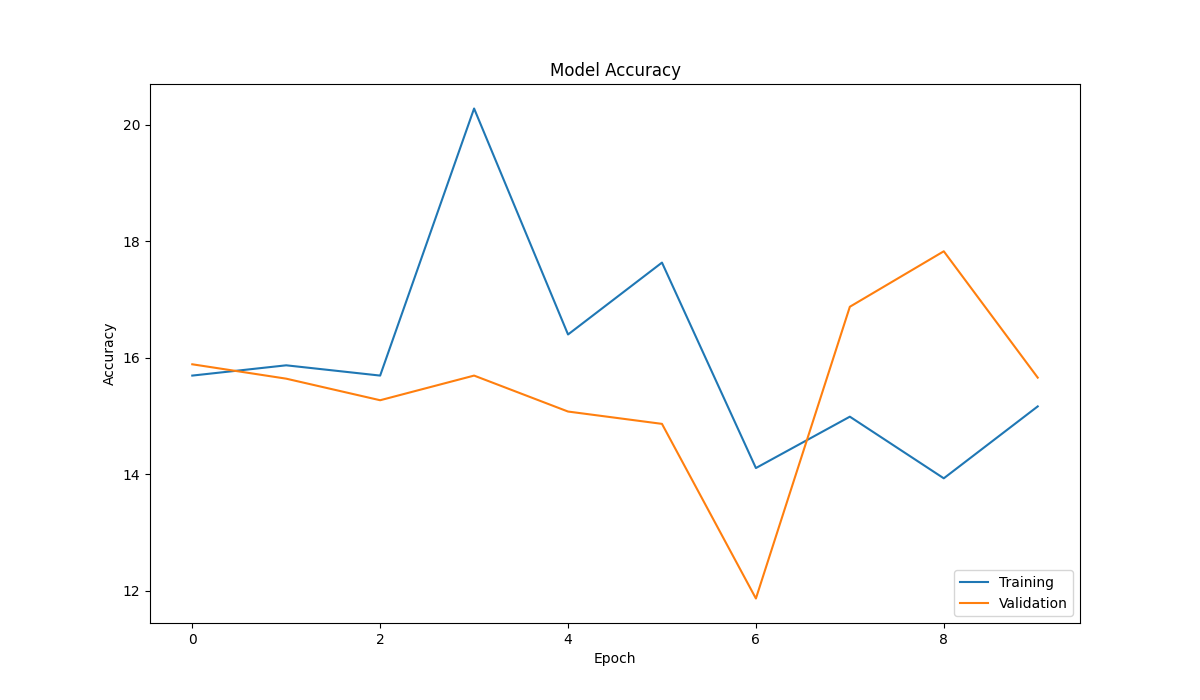 Model Accuracy
20
18
16
14
12
Accuracy
0 2 4 6 8
Epoch
Training
Validation